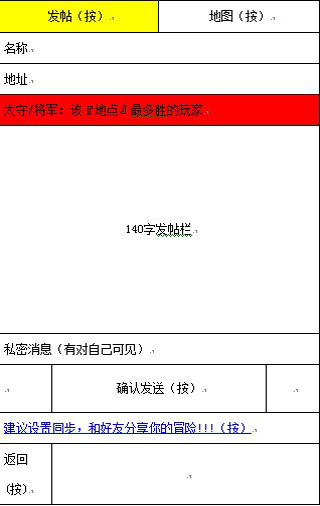 发帖（按）
地图（按）
名称
地址
太守/将军：该『地点』最多胜的玩家
140字发帖栏
私密消息（有对自己可见）
确认发送（按）
建议设置同步，和好友分享你的冒险!!!（按）
返回
（按）